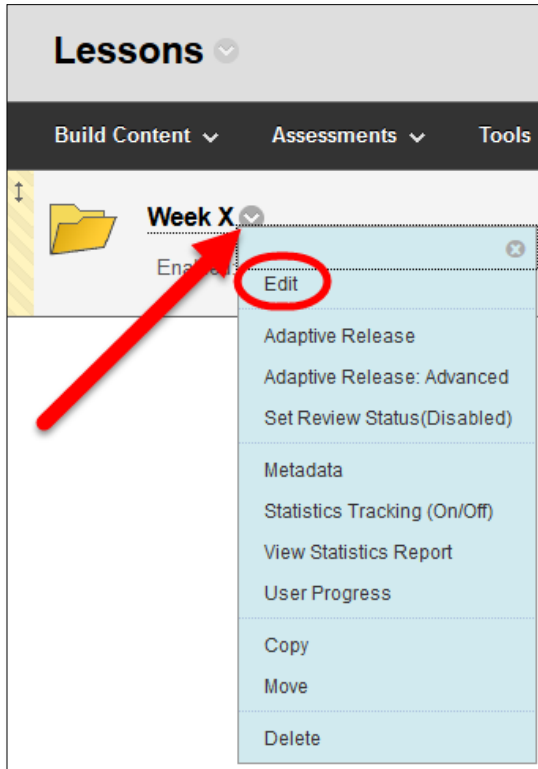 Lessons
Build Content Assessments Tools
Week X
Edit
Adaptive Release
Adaptive Release: Advanced
Set Review Status(Disabled)
Metadata
Statistics Tracking (On/Off)
View Statistics Report
User Progress
Copy
Move
Delete